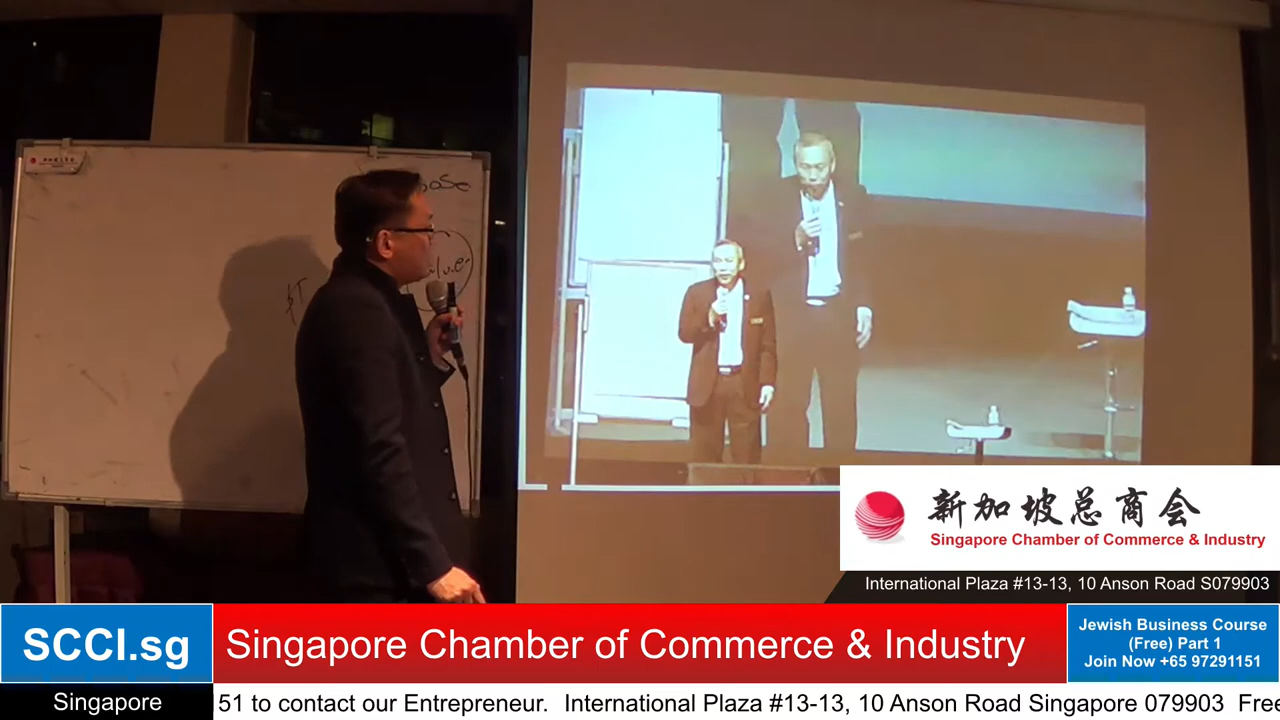 新加坡总商会
Singapore Chamber of Commerce & Industry
International Plaza #13-13, 10 Anson Road S079903
SCCI.sg
Singapore Chamber of Commerce & Industry
Jewish Business Course
(Free) Part 1
Join Now +65 97291151
Singapore
51 to contact our Entrepreneur. International Plaza #13-13, 10 Anson Road Singapore 079903 Free